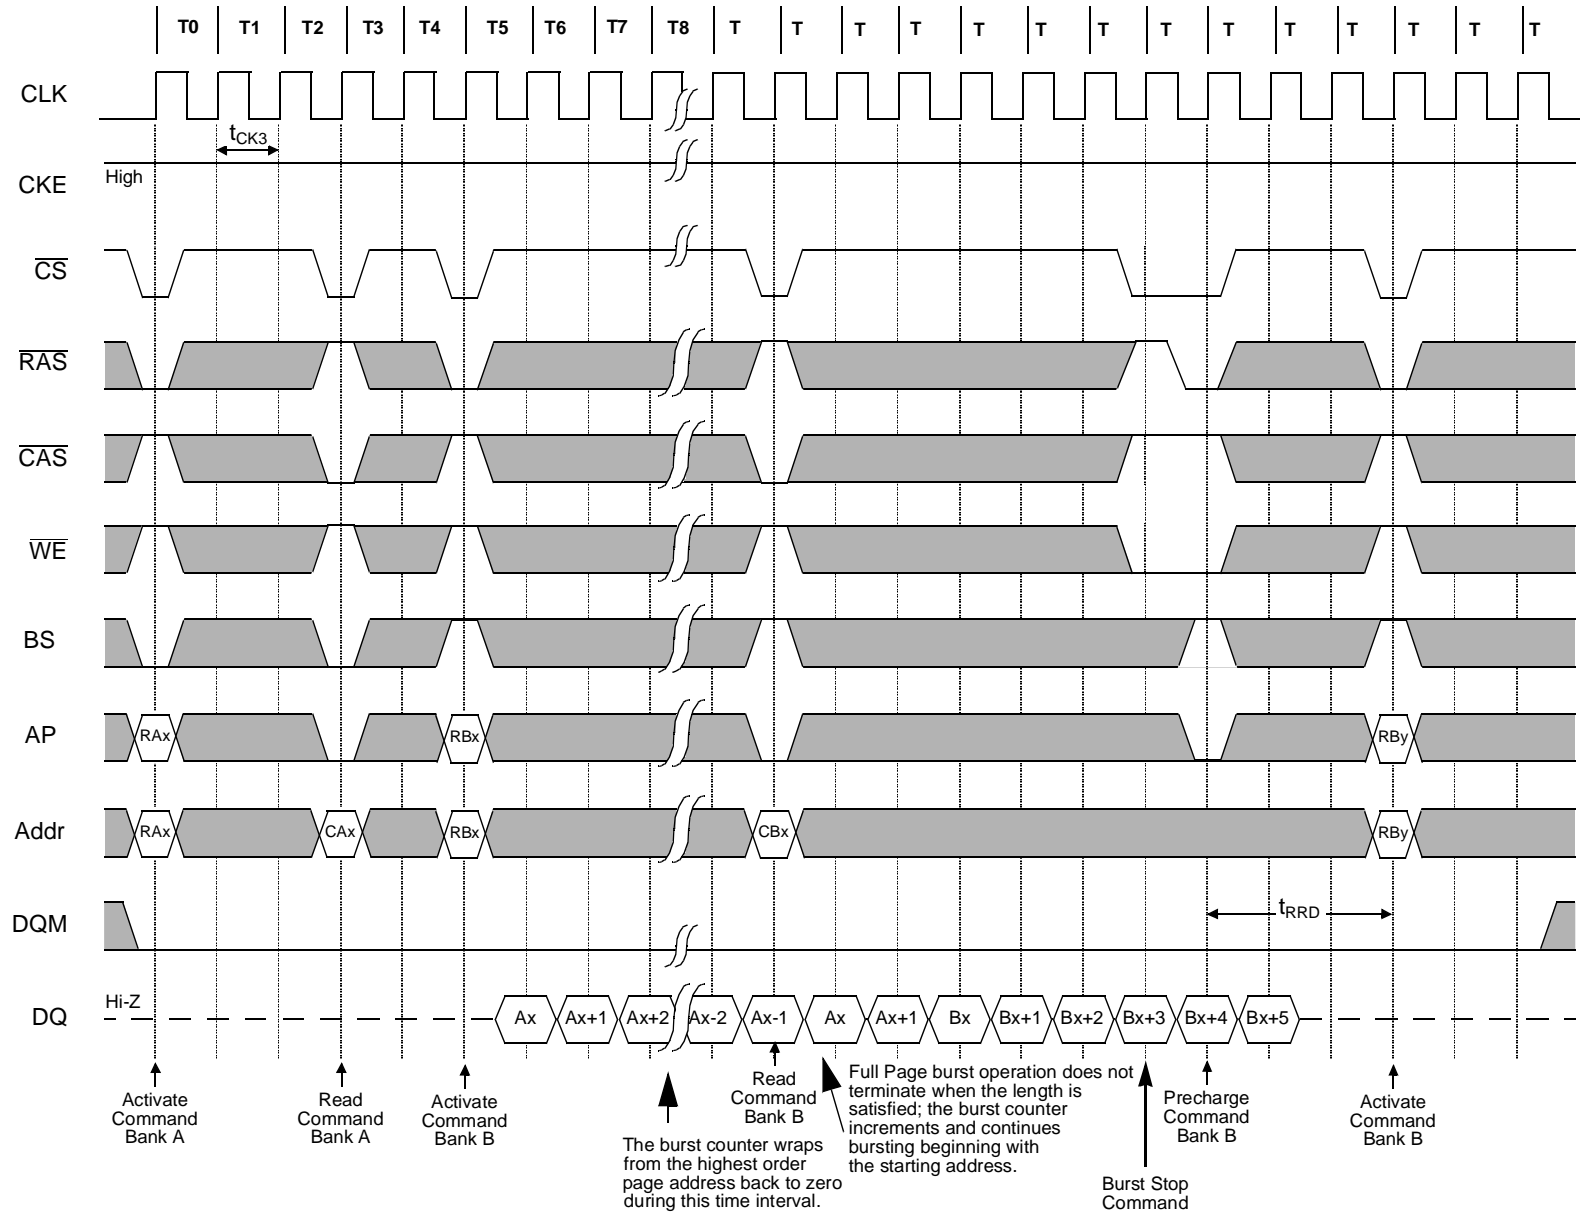 T0 T1 T2 T3 T4 T5 T6 T7 T8 T T T T T T T T T T T T T T
CLK
tCK3
CKE
High
CS
RAS
CAS
WE
BS
AP
RAx RBx RBy
Addr
RAx CAx RBx CBx RBy
DQM
tRRD
DQ
Hi-Z
Ax Ax+1 Ax+2 Ax-2 Ax-1 Ax Ax+1 Bx Bx+1 Bx+2 Bx+3 Bx+4 Bx+5
Activate
Command
Bank A
Read
Command
Bank A
Activate
Command
Bank B
The burst counter wraps
from the highest order
page address back to zero
during this time interval.
Read
Command
Bank B
Full Page burst operation does not
terminate when the length is
satisfied; the burst counter
increments and continues
bursting beginning with
the starting address.
Burst Stop
Command
Precharge
Command
Bank B
Activate
Command
Bank B